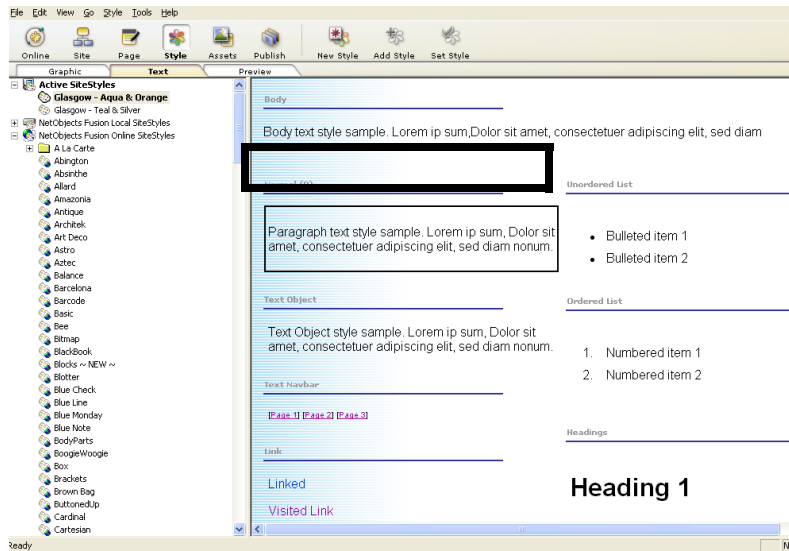 File Edit View Go Style Tools Help
Online Site Page Style Assets Publish New Style Add Style Set Style
Graphic Text Preview
Active SiteStyles
Glasgow - Aqua & Orange
Glasgow - Teal & Silver
NetObjects Fusion Local SiteStyles
NetObjects Fusion Online SiteStyles
A La Carte
Abington
Absinthe
Allard
Amazonia
Antique
Architek
Art Deco
Astro
Aztec
Balance
Barcelona
Barcode
Basic
Bee
Bitmap
BlackBook
Blocks ~ NEW ~
Blotter
Blue Check
Blue Line
Blue Monday
Blue Note
BodyParts
BoogieWoogie
Box
Brackets
Brown Bag
ButtonedUp
Cardinal
Cartesian
Body
Body text style sample. Lorem ip sum,Dolor sit amet, consectetuer adipiscing elit, sed diam
Normal (P)
Paragraph text style sample. Lorem ip sum, Dolor sit
amet, consectetuer adipiscing elit, sed diam nonum.
Text Object
Text Object style sample. Lorem ip sum, Dolor sit
amet, consectetuer adipiscing elit, sed diam nonum.
Text Navbar
[Page 1] [Page 2] [Page 3]
Link
Linked
Visited Link
Unordered List
• Bulleted item 1
• Bulleted item 2
Ordered List
1. Numbered item 1
2. Numbered item 2
Headings
Heading 1
Ready